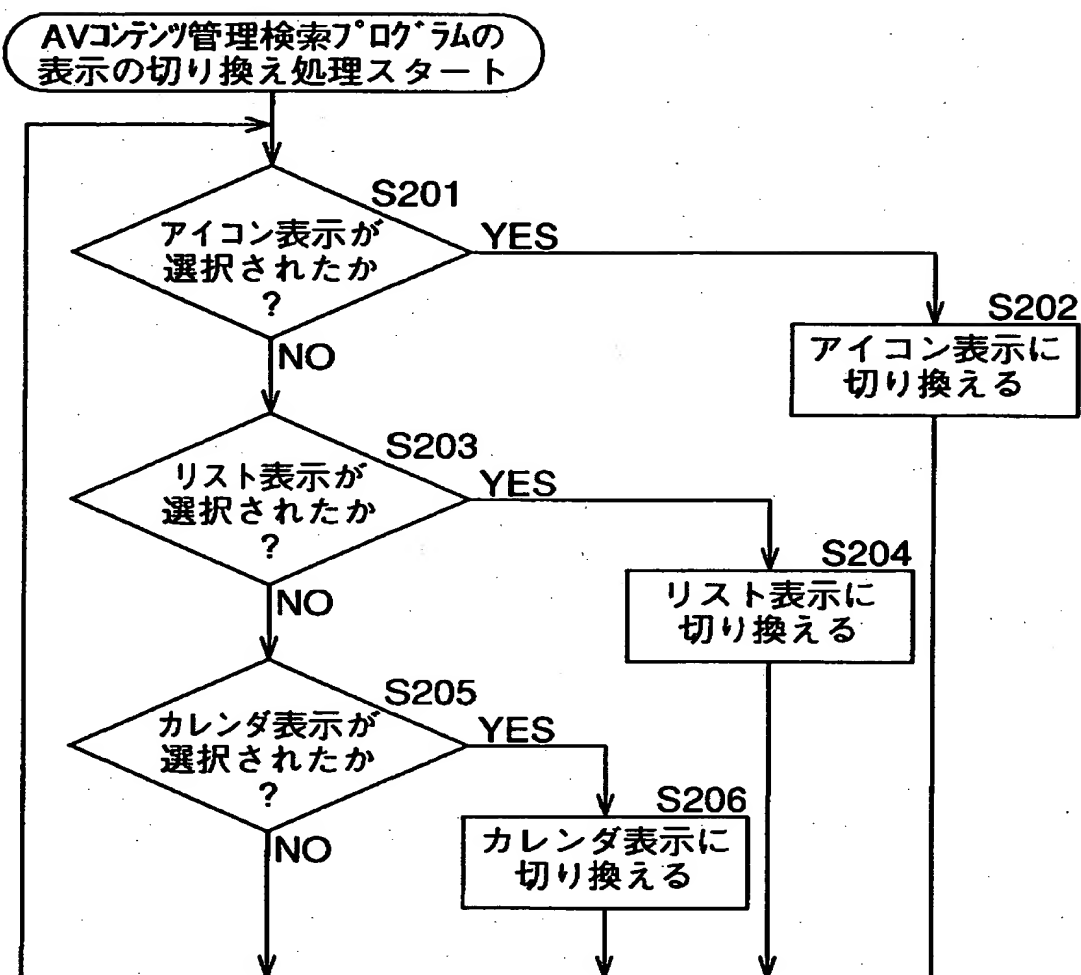 AVコンテンツ管理検索プログラムの
表示の切り換え処理スタート
S201
アイコン表示が
選択されたか
?
YES
NO
S202
アイコン表示に
切り換える
S203
リスト表示が
選択されたか
?
YES
NO
S204
リスト表示に
切り換える
S205
カレンダ表示が
選択されたか
?
YES
NO
S206
カレンダ表示に
切り換える